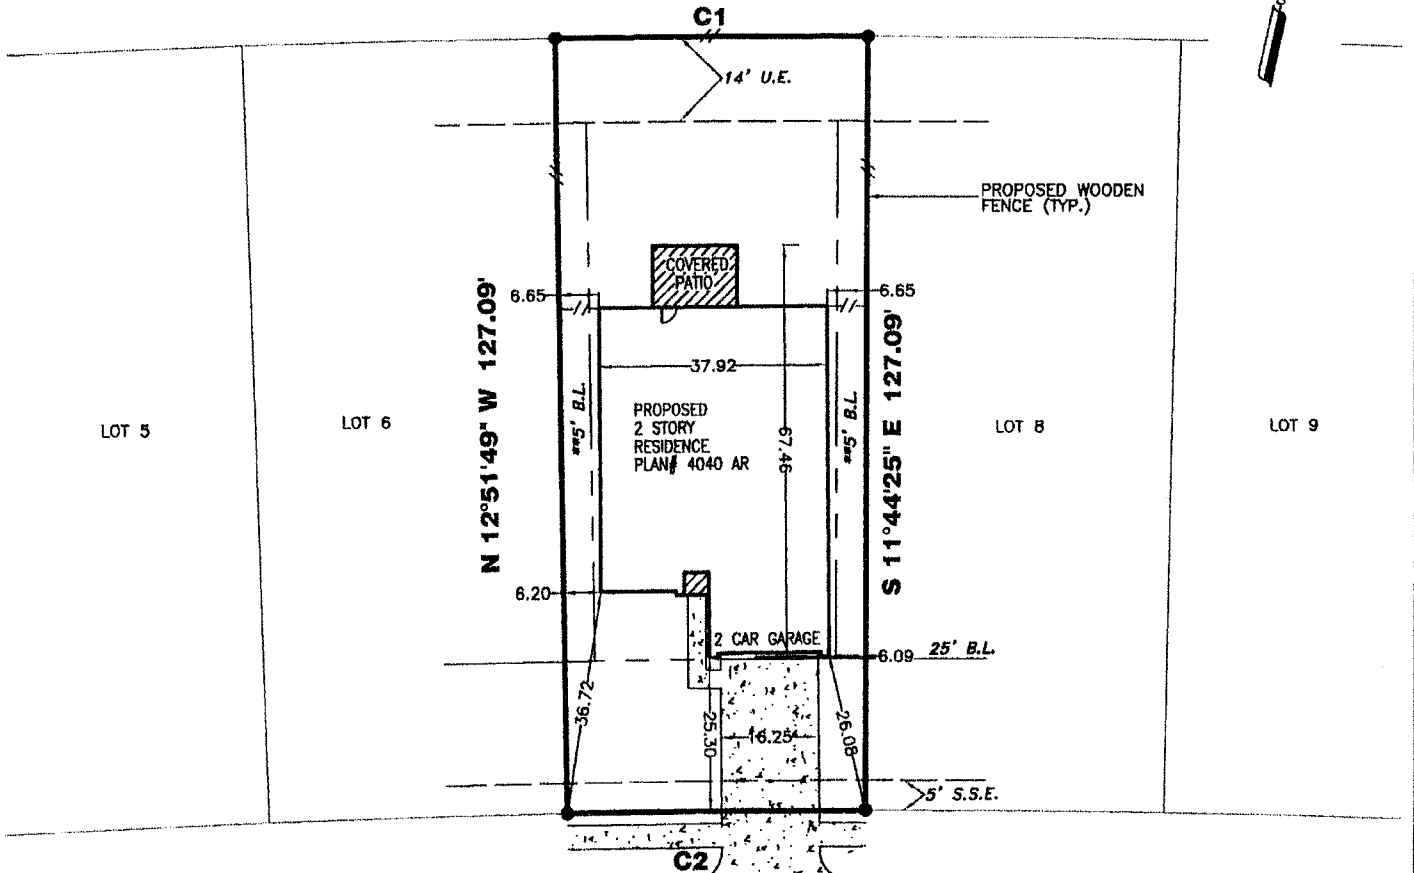 C1
14' U.E.
PROPOSED WOODEN
FENCE (TYP.)
COVERED
PATIO
6.65
6.65
N 12°51'49" W 127.09'
S 11°44'25" E 127.09'
37.92
67.46
**5' B.L.
**5' B.L.
PROPOSED
2 STORY
RESIDENCE
PLAN# 4040 AR
LOT 5
LOT 6
LOT 8
LOT 9
6.20
2 CAR GARAGE
6.09
25' B.L.
36.72
25.30
16.25
26.08
5' S.S.E.
C2